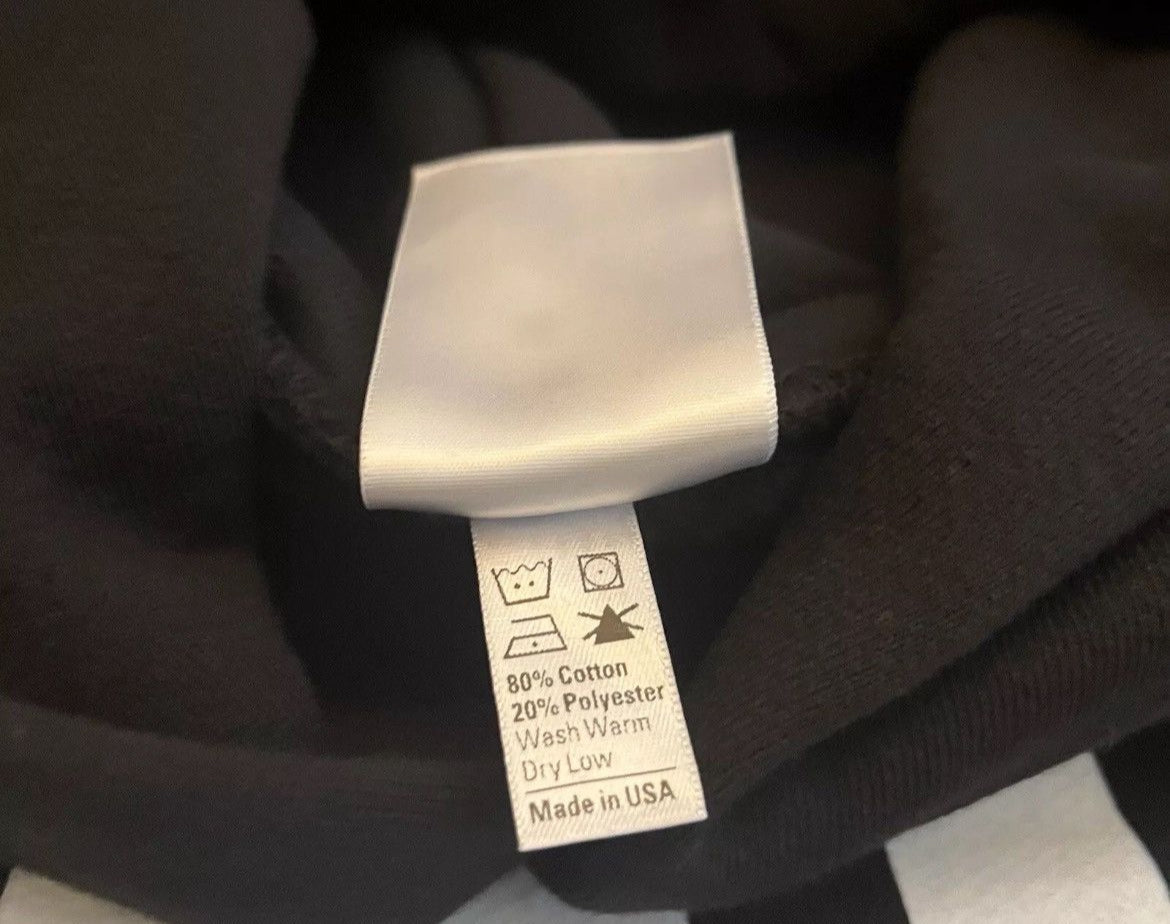 80% Cotton
20% Polyester
Wash Warm
Dry Low
Made in USA